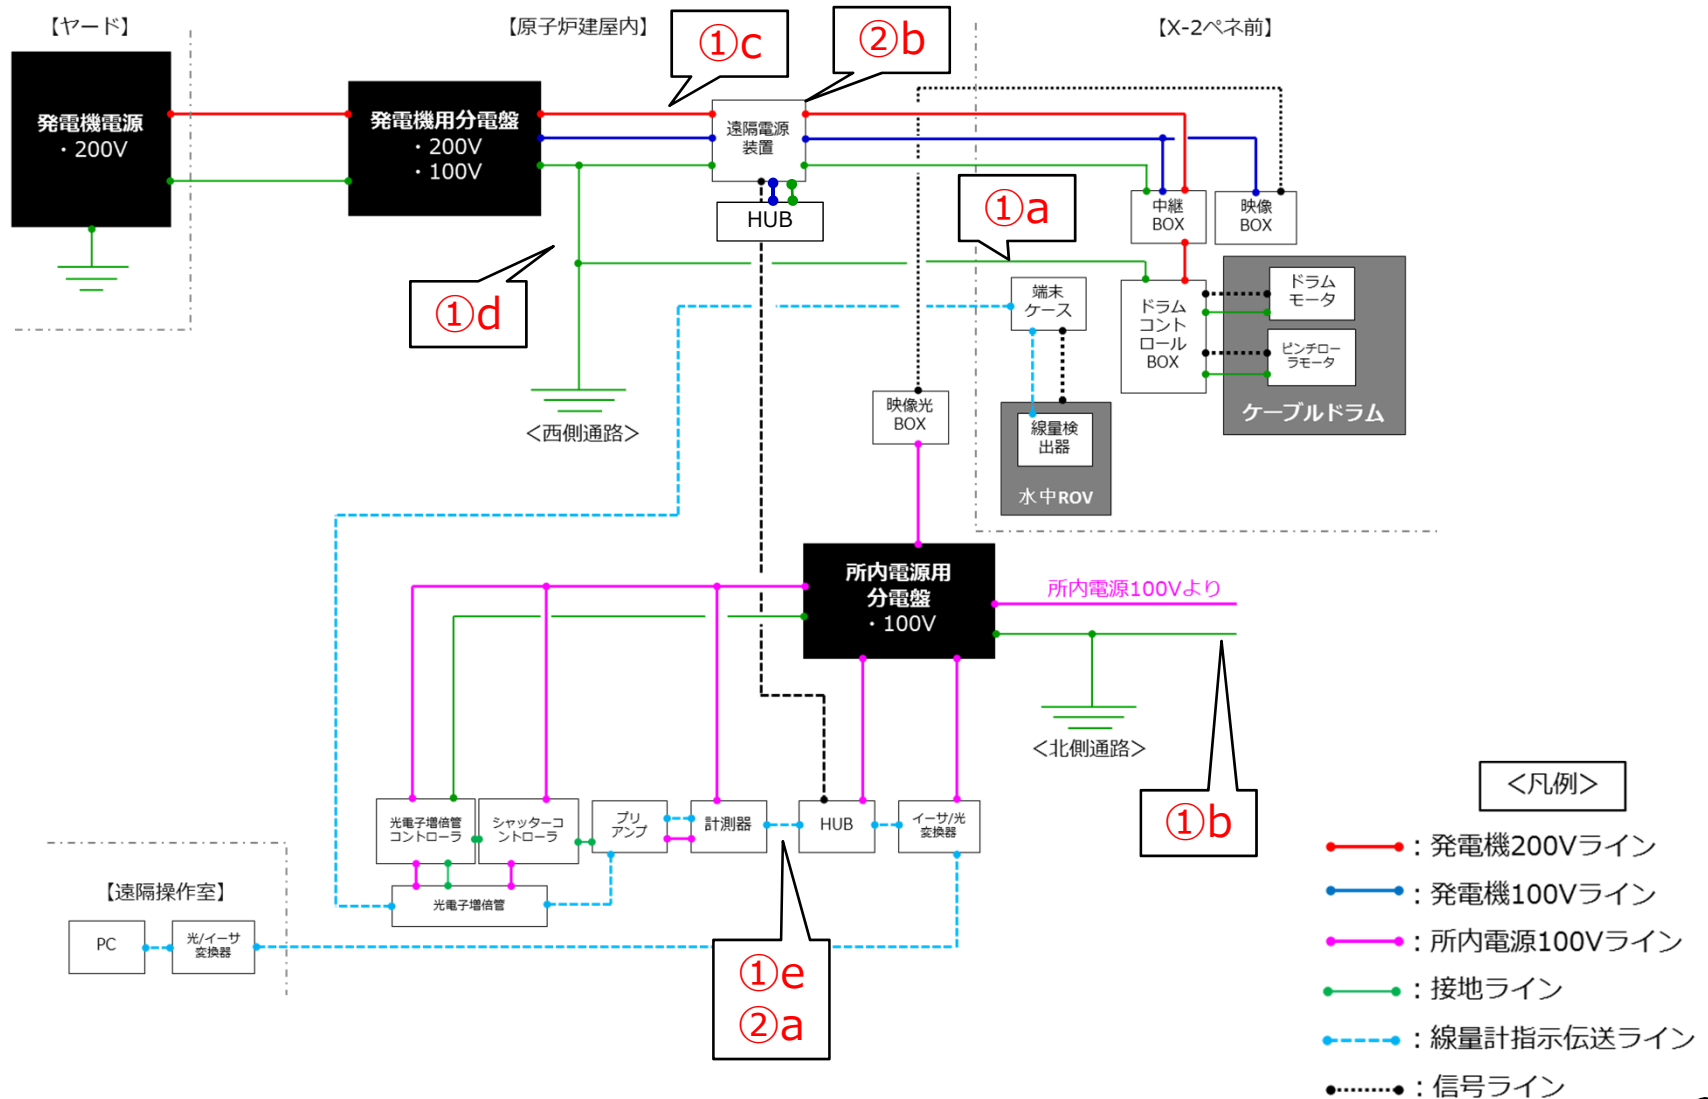 【ヤード】
【原子炉建屋内】
【X-2ペネ前】
①c
②b
発電機電源
・200V
発電機用分電盤
・200V
・100V
遠隔電源
装置
HUB
①a
中継
BOX
映像
BOX
①d
端末
ケース
ドラム
コント
ロール
BOX
ドラム
モータ
ピンチロー
ラモータ
ケーブルドラム
＜西側通路＞
映像光
BOX
線量検
出器
水中ROV
所内電源用
分電盤
・100V
所内電源100Vより
＜北側通路＞
①b
光電子増倍管
コントローラ
シャッターコ
ントローラ
プリ
アンプ
計測器
HUB
イーサ/光
変換器
光電子増倍管
【遠隔操作室】
PC
光/イーサ
変換器
①e
②a
＜凡例＞
：発電機200Vライン
：発電機100Vライン
：所内電源100Vライン
：接地ライン
：線量計指示伝送ライン
：信号ライン